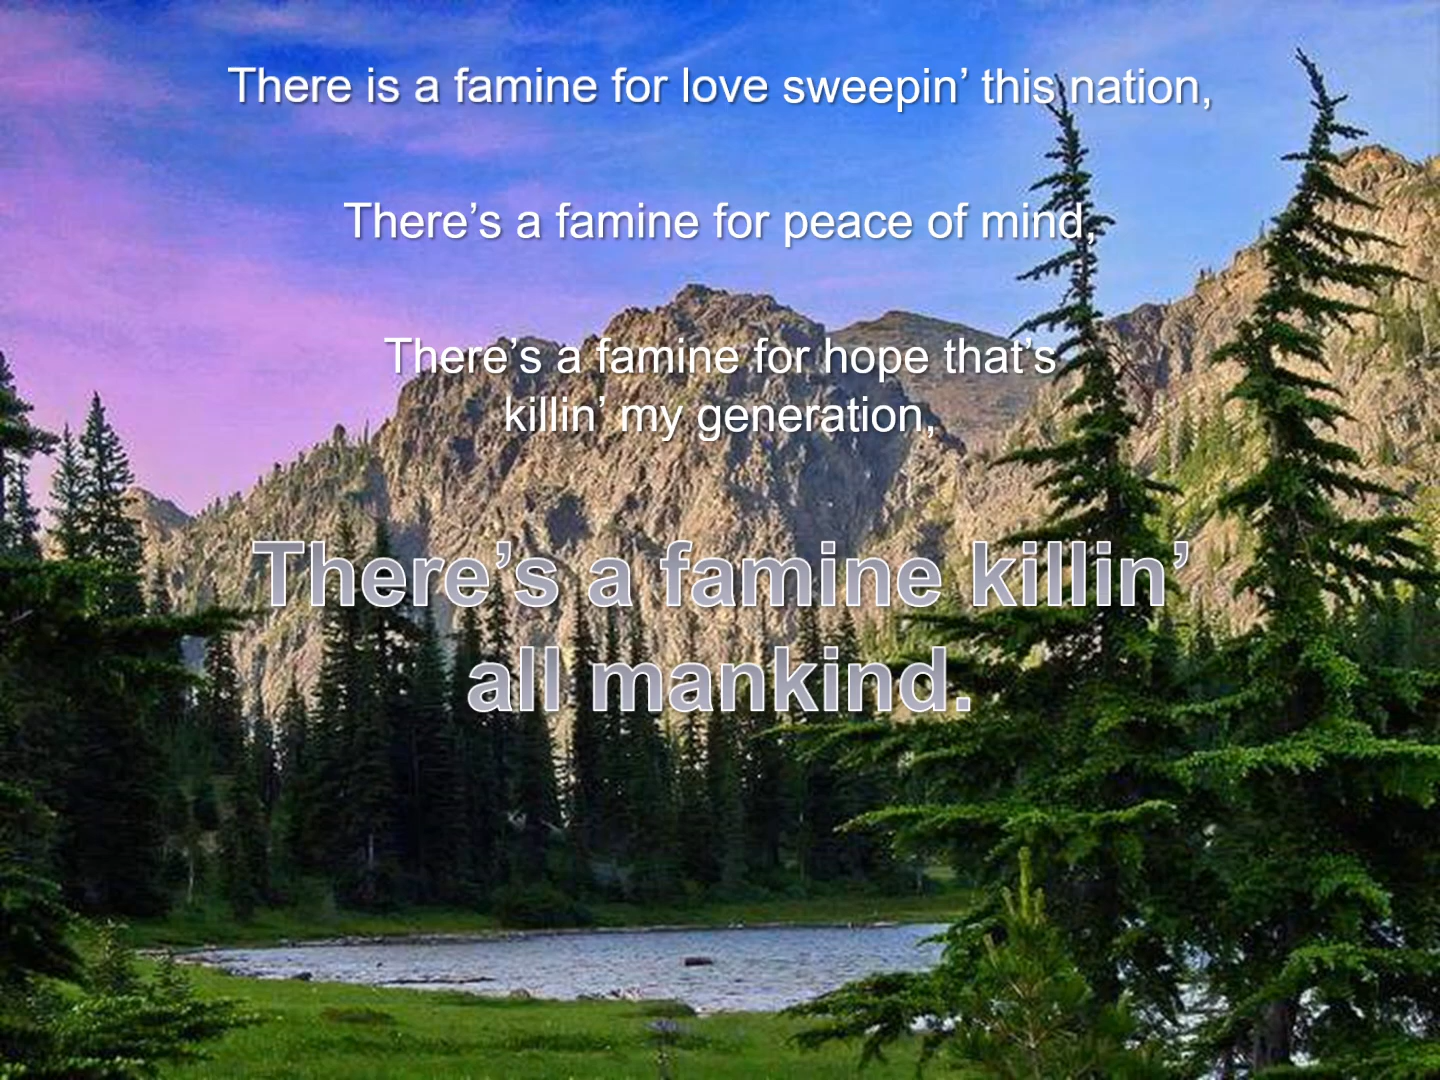 There is a famine for love sweepin’ this nation,
There’s a famine for peace of mind,
There’s a famine for hope that’s
killin’ my generation,
There’s a famine killin’
all mankind.